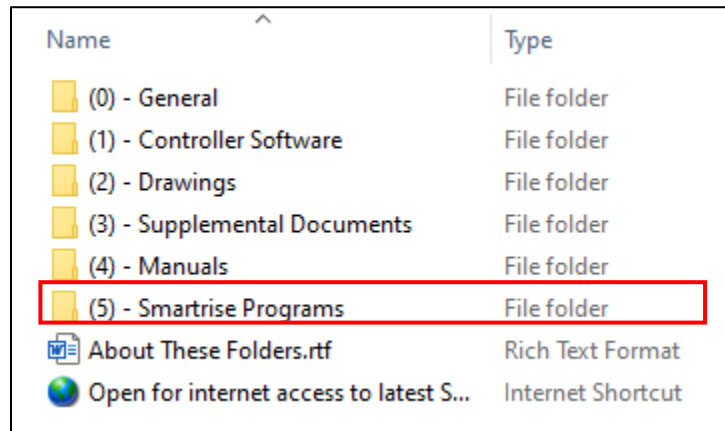 Name Type
(0) - General File folder
(1) - Controller Software File folder
(2) - Drawings File folder
(3) - Supplemental Documents File folder
(4) - Manuals File folder
(5) - Smartrise Programs File folder
About These Folders.rtf Rich Text Format
Open for internet access to latest S... Internet Shortcut